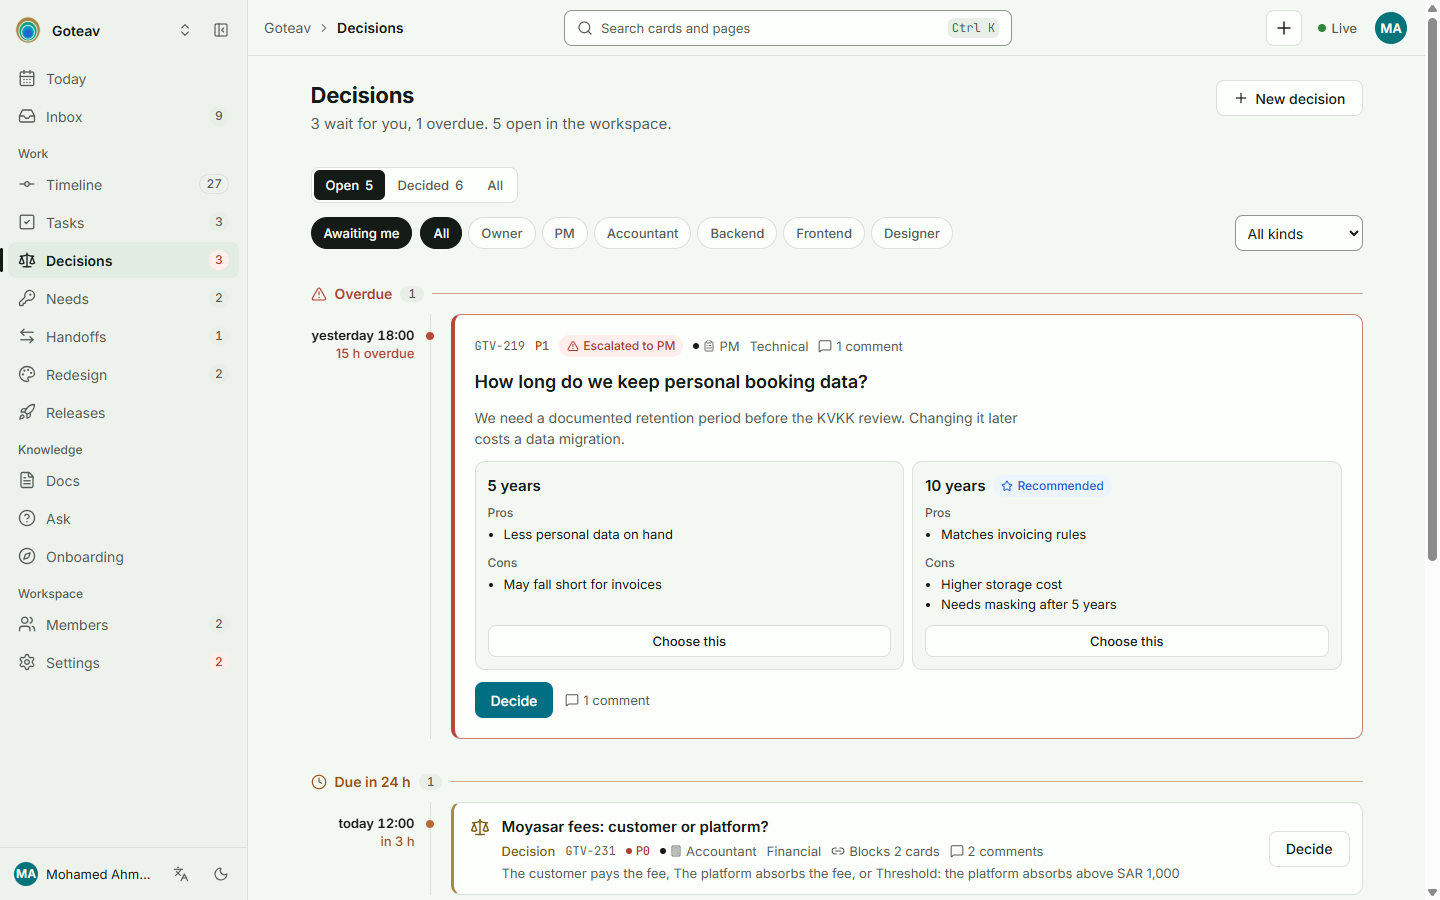 Goteav
Goteav > Decisions
Search cards and pages
Ctrl K
Live
MA
Today
Inbox 9
Work
Timeline 27
Tasks 3
Decisions 3
Needs 2
Handoffs 1
Redesign 2
Releases
Knowledge
Docs
Ask
Onboarding
Workspace
Members 2
Settings 2
MA Mohamed Ahm...
Decisions
New decision
3 wait for you, 1 overdue. 5 open in the workspace.
Open 5 Decided 6 All
Awaiting me All Owner PM Accountant Backend Frontend Designer
All kinds
Overdue 1
yesterday 18:00
15 h overdue
GTV-219 P1 Escalated to PM PM Technical 1 comment
How long do we keep personal booking data?
We need a documented retention period before the KVKK review. Changing it later
costs a data migration.
5 years
Pros
• Less personal data on hand
Cons
• May fall short for invoices
Choose this
10 years Recommended
Pros
• Matches invoicing rules
Cons
• Higher storage cost
• Needs masking after 5 years
Choose this
Decide 1 comment
Due in 24 h 1
today 12:00
in 3 h
Moyasar fees: customer or platform?
Decision GTV-231 P0 Accountant Financial Blocks 2 cards 2 comments
The customer pays the fee, The platform absorbs the fee, or Threshold: the platform absorbs above SAR 1,000
Decide